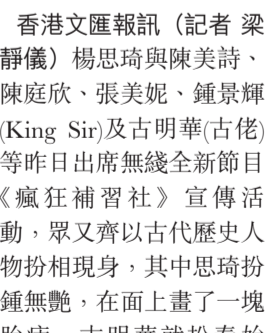 香港文匯報訊（記者 梁
靜儀）楊思琦與陳美詩、
陳庭欣、張美妮、鍾景輝
(King Sir)及古明華(古佬)
等昨日出席無綫全新節目
《瘋狂補習社》宣傳活
動，眾又齊以古代歷史人
物扮相現身，其中思琦扮
鍾無艷，在面上畫了一塊